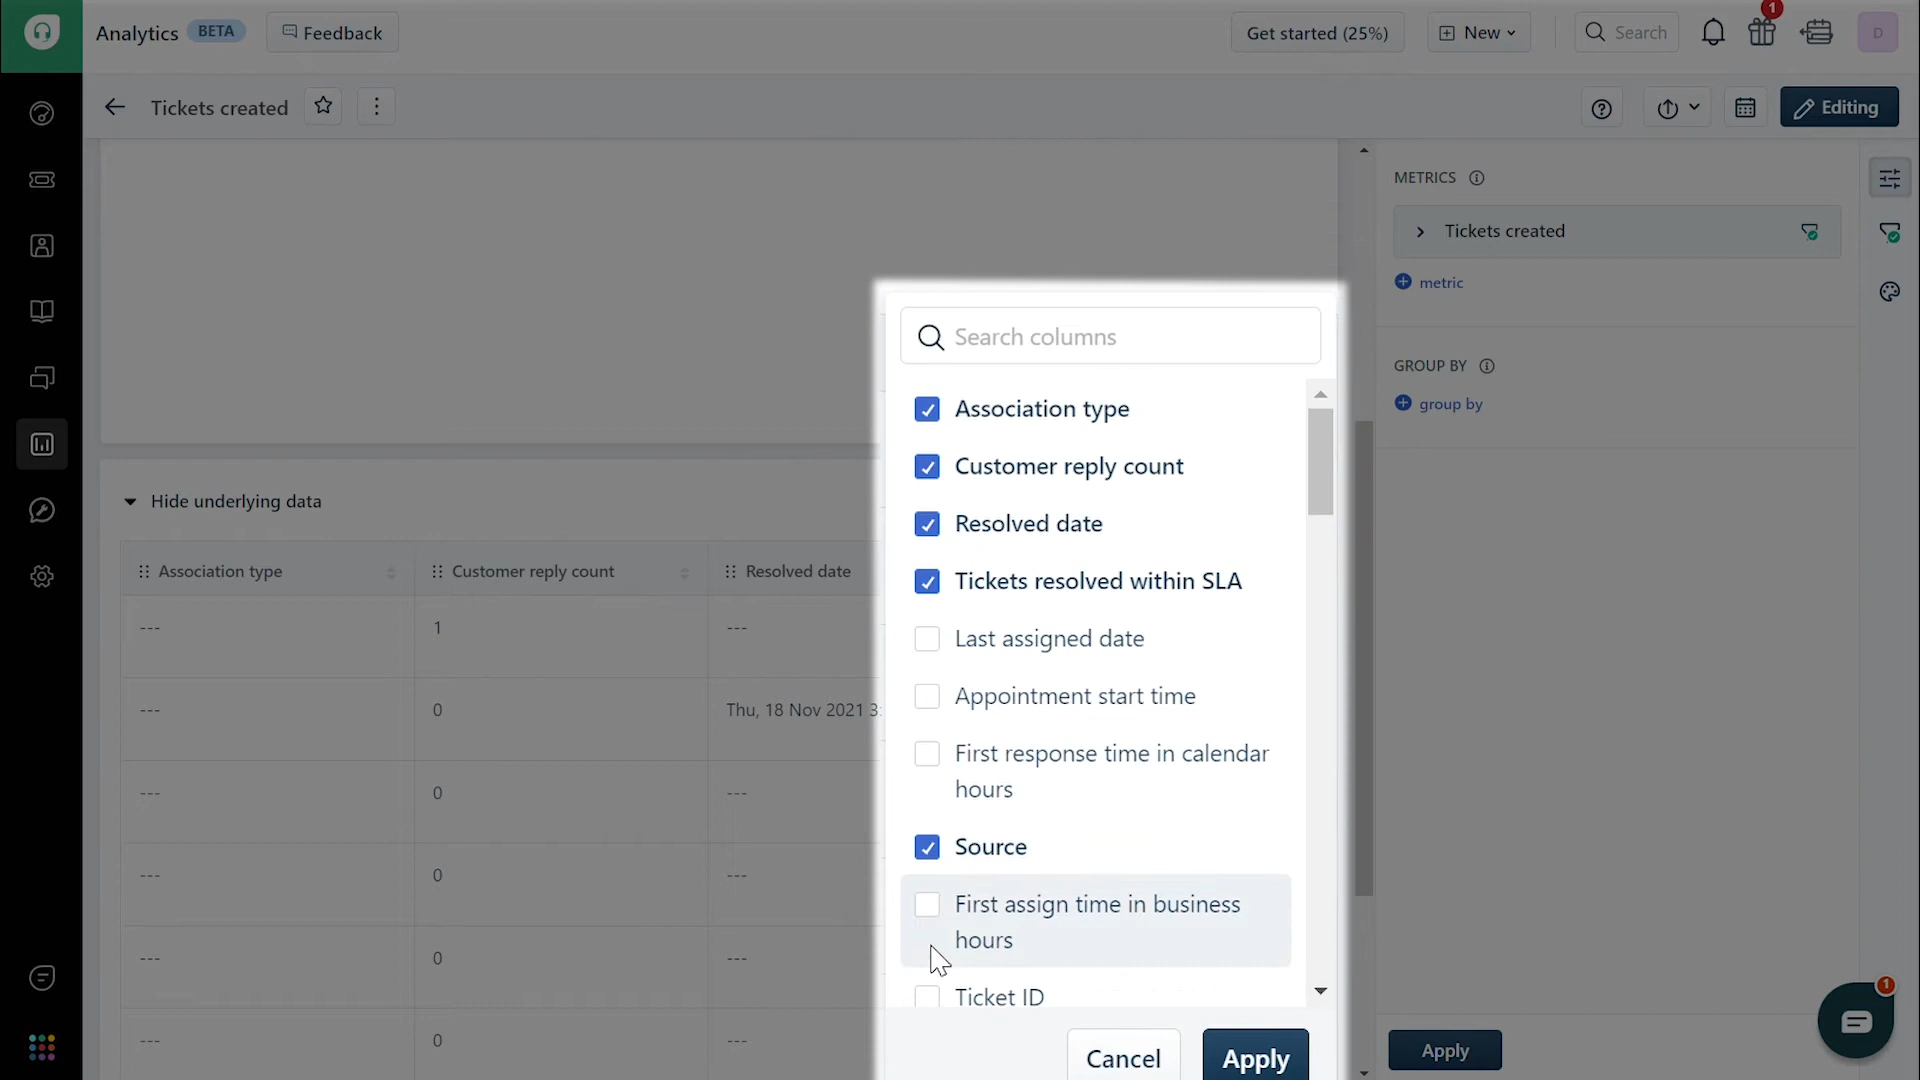 Analytics BETA Feedback Get started (25%) New Search 1 D
Tickets created Editing
METRICS
Tickets created
metric
GROUP BY
group by
Search columns
Association type
Customer reply count
Resolved date
Tickets resolved within SLA
Last assigned date
Appointment start time
First response time in calendar
hours
Source
First assign time in business
hours
Ticket ID
Cancel Apply
Hide underlying data
Association type Customer reply count Resolved date
--- 1 ---
--- 0 Thu, 18 Nov 2021 3:
--- 0 ---
--- 0 ---
--- 0 ---
--- 0 ---
Apply
1